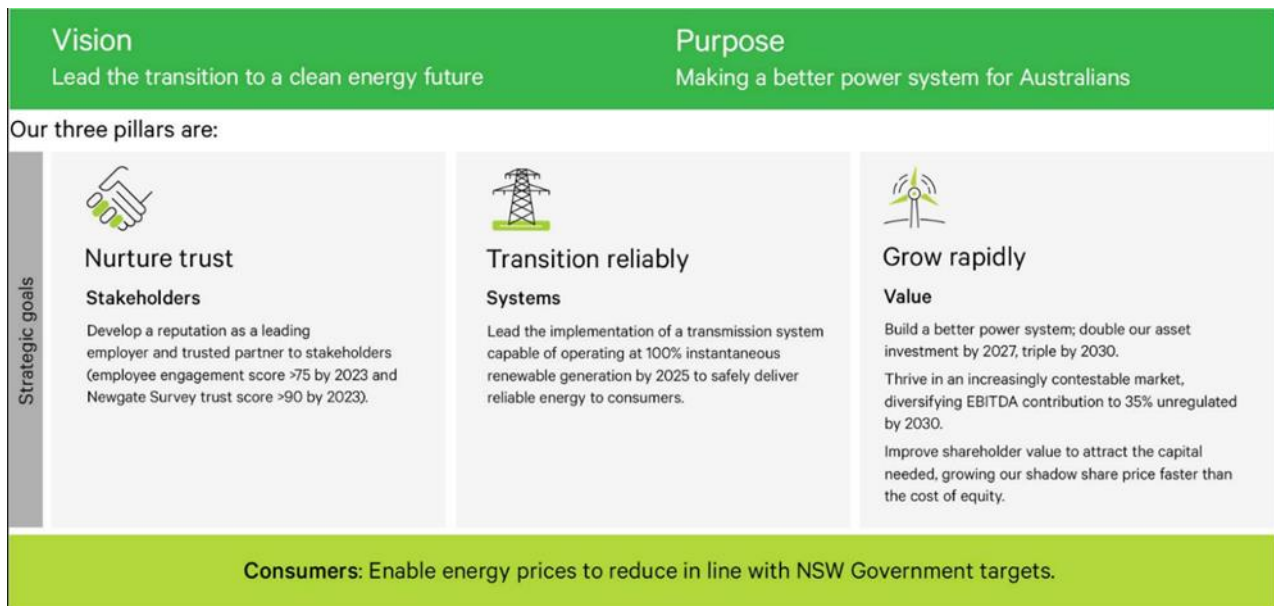 Vision
Lead the transition to a clean energy future
Purpose
Making a better power system for Australians
Our three pillars are:
Strategic goals
Nurture trust
Stakeholders
Develop a reputation as a leading
employer and trusted partner to stakeholders
(employee engagement score >75 by 2023 and
Newgate Survey trust score >90 by 2023).
Transition reliably
Systems
Lead the implementation of a transmission system
capable of operating at 100% instantaneous
renewable generation by 2025 to safely deliver
reliable energy to consumers.
Grow rapidly
Value
Build a better power system; double our asset
investment by 2027, triple by 2030.
Thrive in an increasingly contestable market,
diversifying EBITDA contribution to 35% unregulated
by 2030.
Improve shareholder value to attract the capital
needed, growing our shadow share price faster than
the cost of equity.
Consumers: Enable energy prices to reduce in line with NSW Government targets.